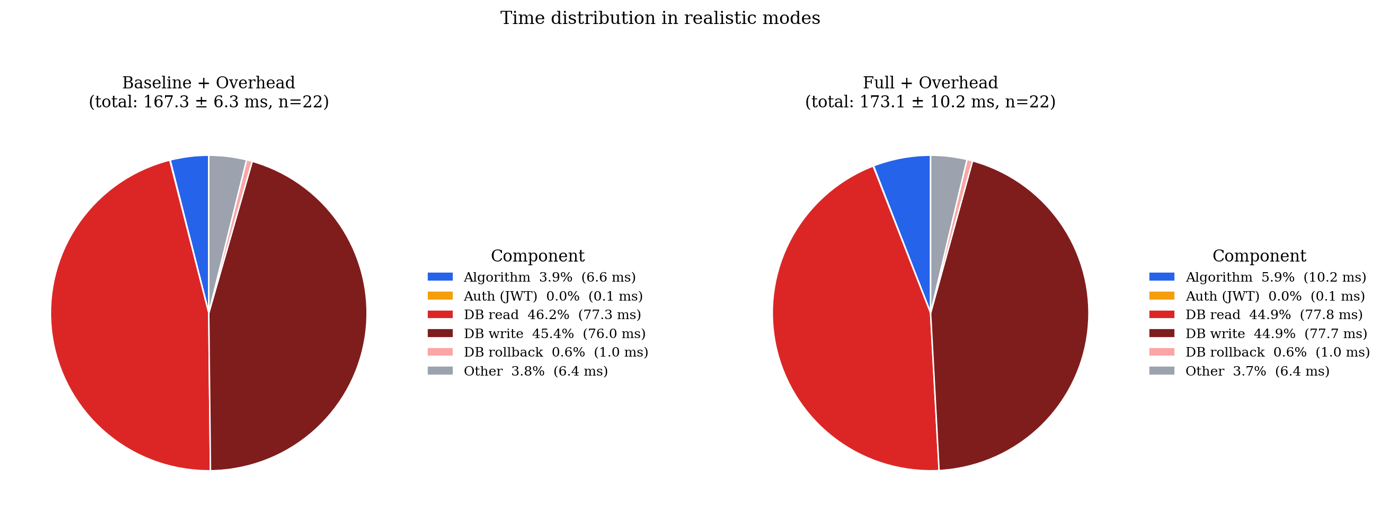 Time distribution in realistic modes
Baseline + Overhead
(total: 167.3 ± 6.3 ms, n=22)
Component
Algorithm  3.9%  (6.6 ms)
Auth (JWT)  0.0%  (0.1 ms)
DB read  46.2%  (77.3 ms)
DB write  45.4%  (76.0 ms)
DB rollback  0.6%  (1.0 ms)
Other  3.8%  (6.4 ms)
Full + Overhead
(total: 173.1 ± 10.2 ms, n=22)
Component
Algorithm  5.9%  (10.2 ms)
Auth (JWT)  0.0%  (0.1 ms)
DB read  44.9%  (77.8 ms)
DB write  44.9%  (77.7 ms)
DB rollback  0.6%  (1.0 ms)
Other  3.7%  (6.4 ms)